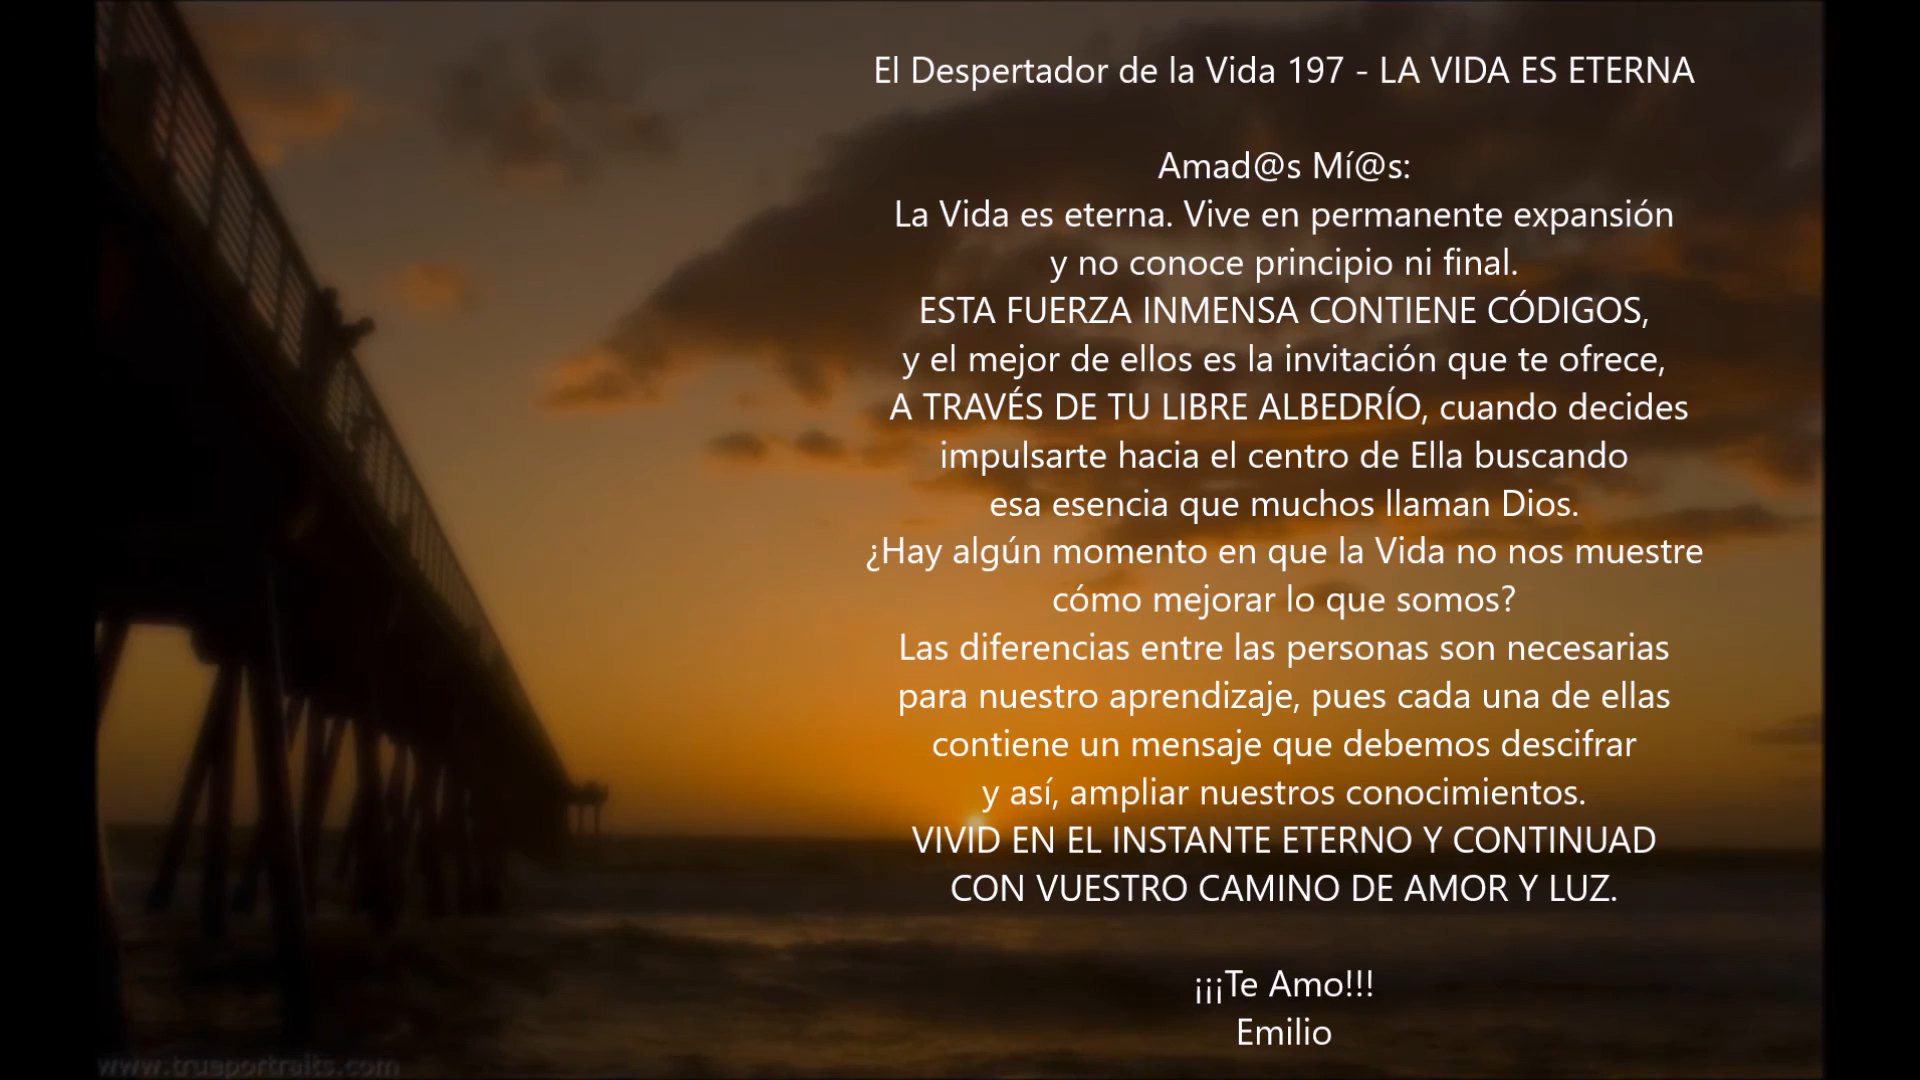 El Despertador de la Vida 197 - LA VIDA ES ETERNA
Amad@s Mí@s:
La Vida es eterna. Vive en permanente expansión
y no conoce principio ni final.
ESTA FUERZA INMENSA CONTIENE CÓDIGOS,
y el mejor de ellos es la invitación que te ofrece,
A TRAVÉS DE TU LIBRE ALBEDRÍO, cuando decides
impulsarte hacia el centro de Ella buscando
esa esencia que muchos llaman Dios.
¿Hay algún momento en que la Vida no nos muestre
cómo mejorar lo que somos?
Las diferencias entre las personas son necesarias
para nuestro aprendizaje, pues cada una de ellas
contiene un mensaje que debemos descifrar
y así, ampliar nuestros conocimientos.
VIVID EN EL INSTANTE ETERNO Y CONTINUAD
CON VUESTRO CAMINO DE AMOR Y LUZ.
¡¡¡Te Amo!!!
Emilio
www.trueportraits.com